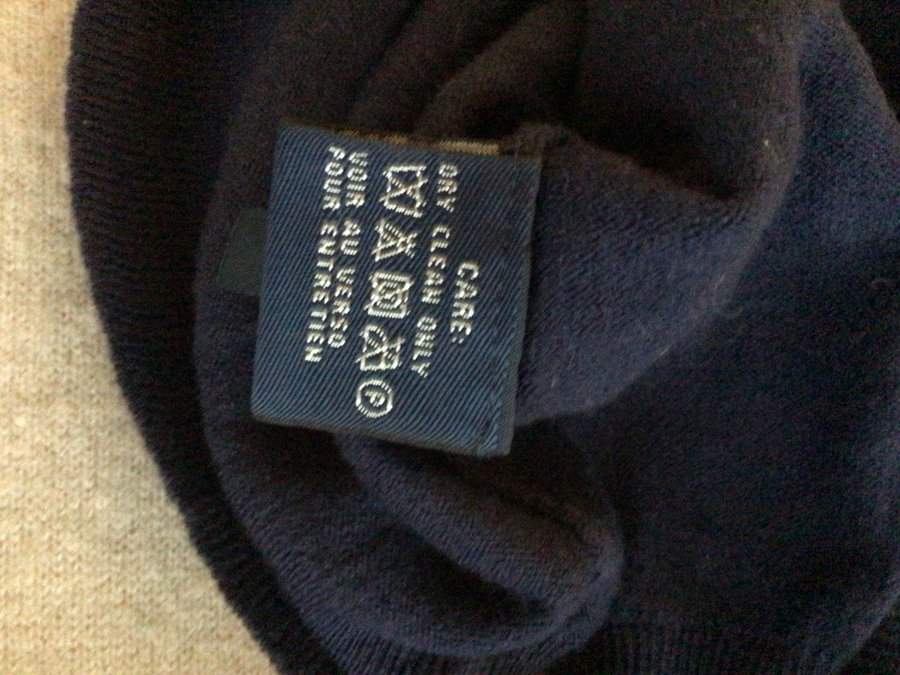 CARE:
DRY CLEAN ONLY
P
VOIR AU VERSO
POUR ENTRETIEN